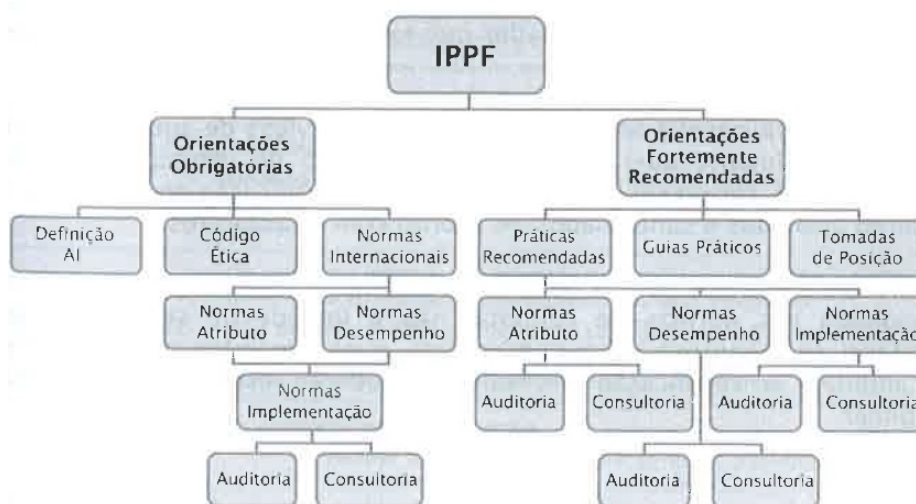 IPPF
Orientações
Obrigatórias
Orientações
Fortemente
Recomendadas
Definição
AI
Código
Ética
Normas
Internacionais
Práticas
Recomendadas
Guias Práticos
Tomadas
de Posição
Normas
Atributo
Normas
Desempenho
Normas
Atributo
Normas
Desempenho
Normas
Implementação
Normas
Implementação
Auditoria
Consultoria
Auditoria
Consultoria
Auditoria
Consultoria
Auditoria
Consultoria